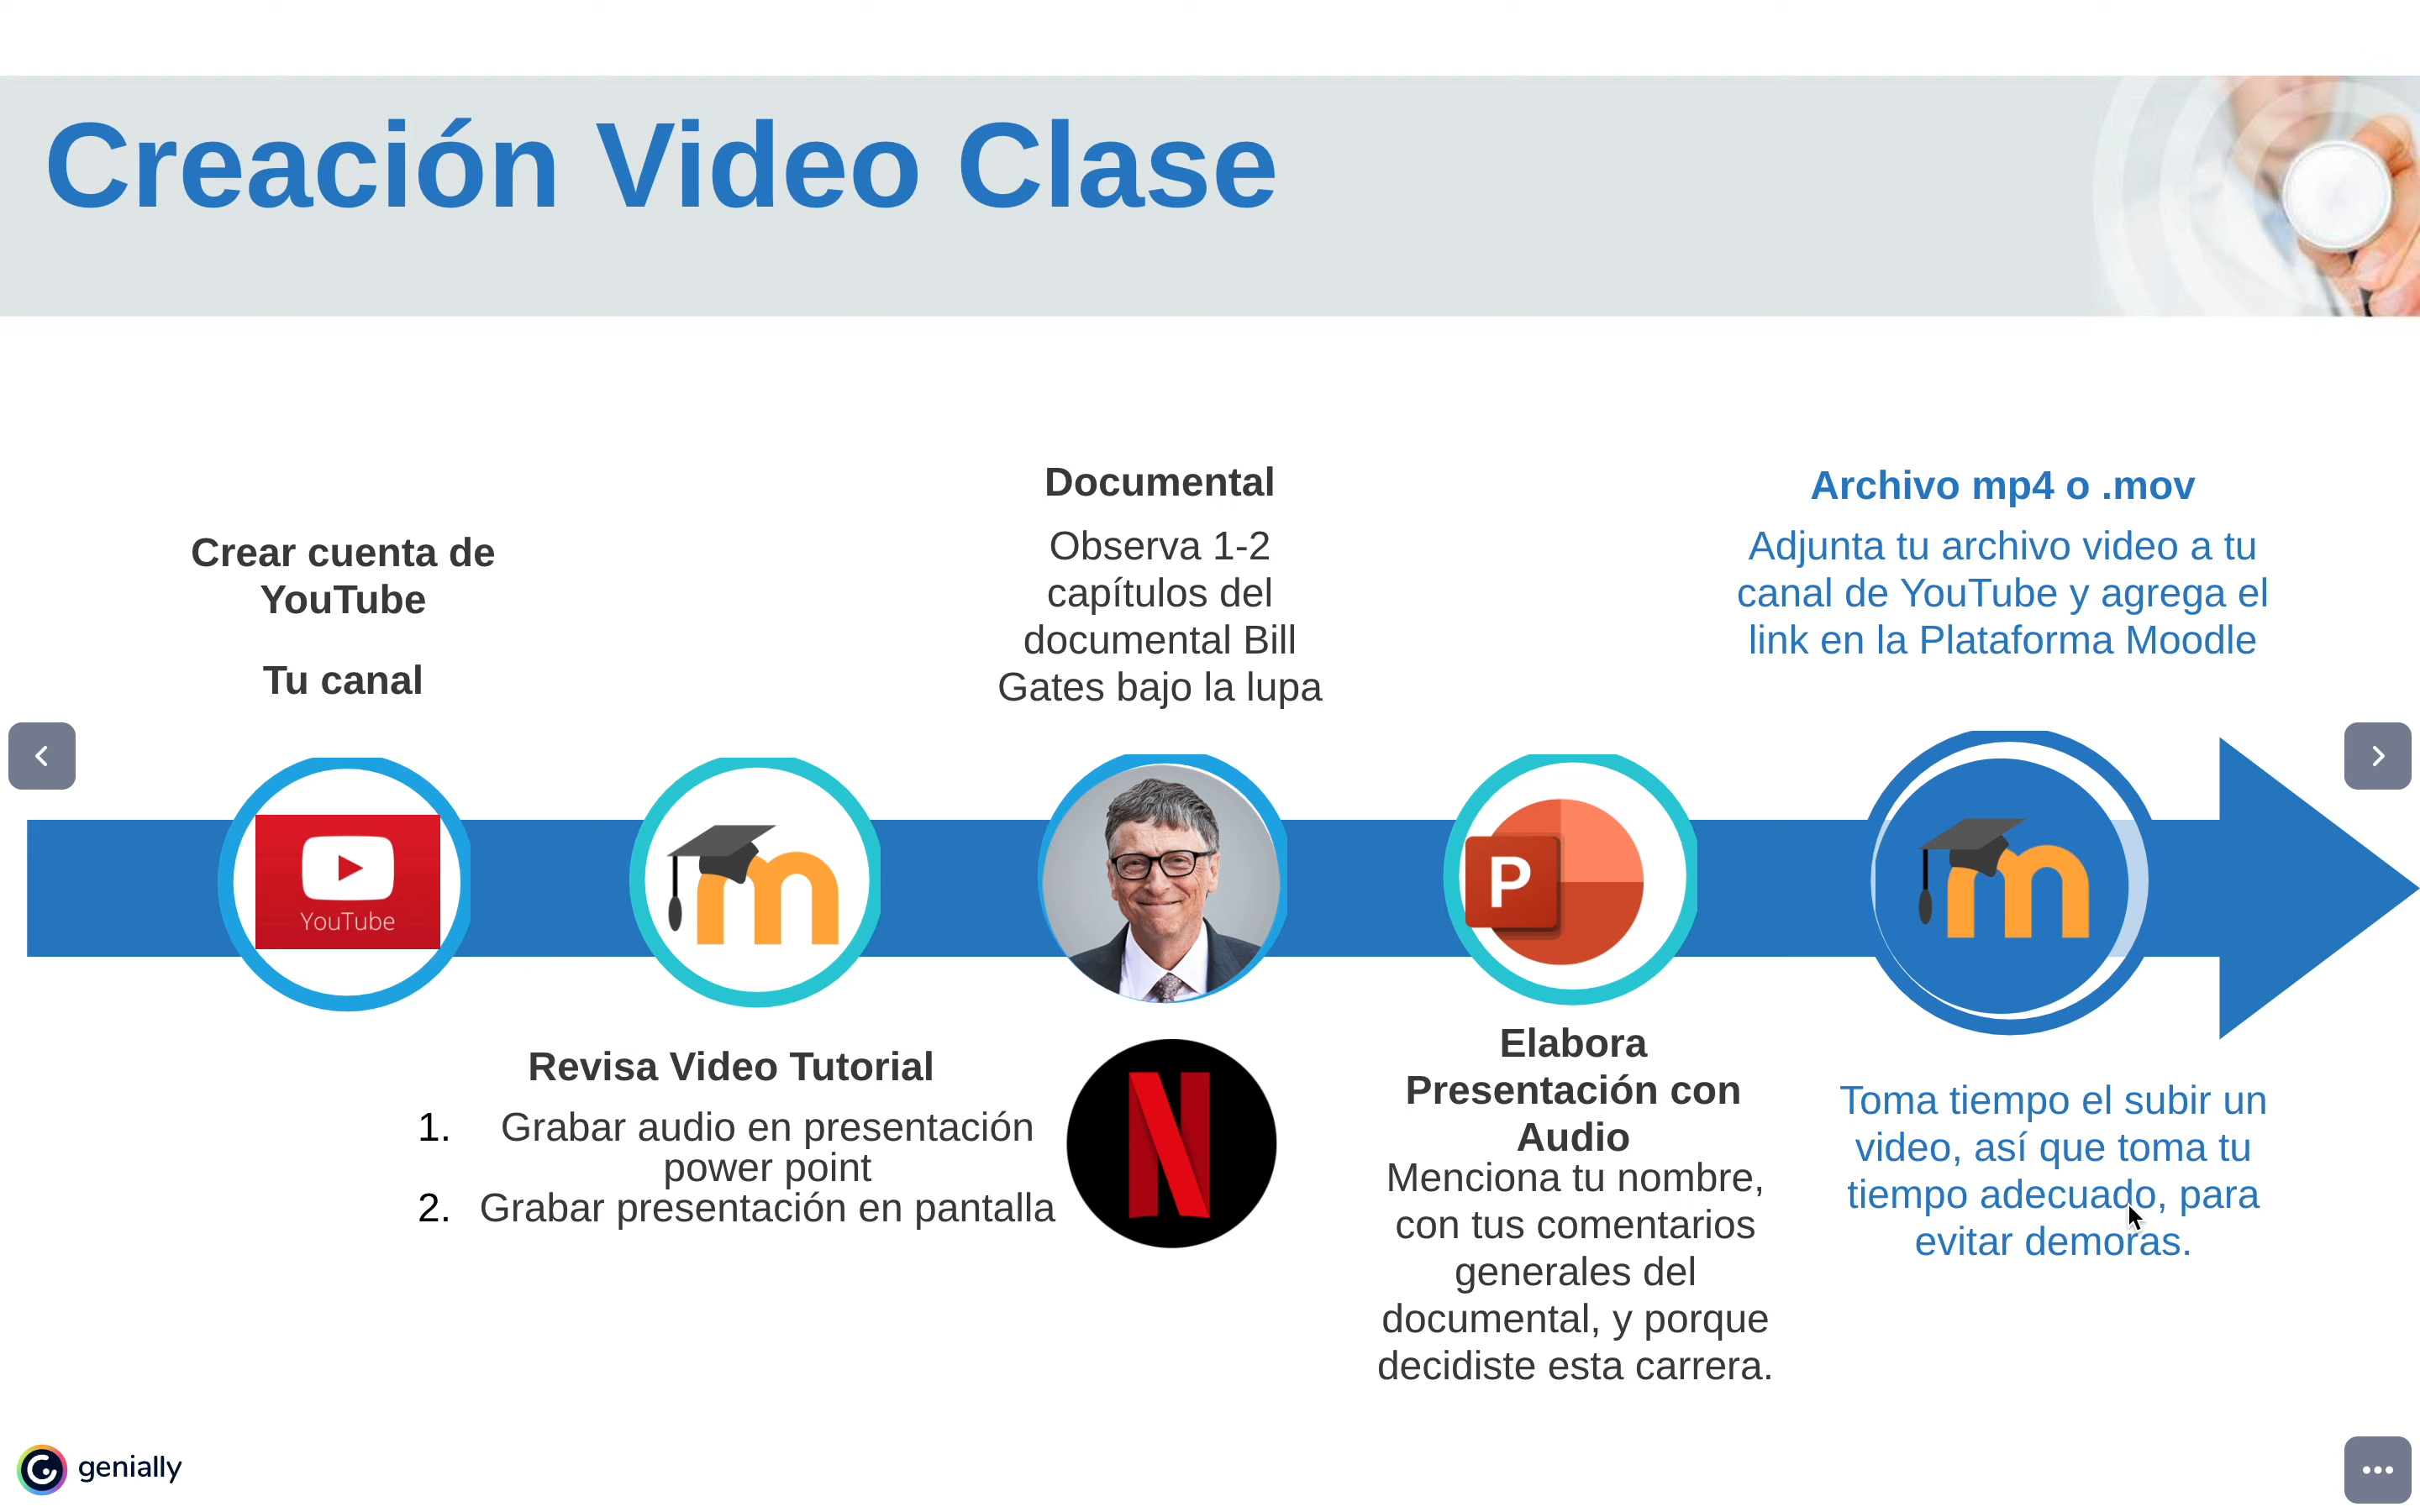 Creación Video Clase
Crear cuenta de
YouTube
Tu canal
YouTube
Revisa Video Tutorial
1. Grabar audio en presentación
power point
2. Grabar presentación en pantalla
Documental
Observa 1-2
capítulos del
documental Bill
Gates bajo la lupa
N
P
Elabora
Presentación con
Audio
Menciona tu nombre,
con tus comentarios
generales del
documental, y porque
decidiste esta carrera.
Archivo mp4 o .mov
Adjunta tu archivo video a tu
canal de YouTube y agrega el
link en la Plataforma Moodle
Toma tiempo el subir un
video, así que toma tu
tiempo adecuado, para
evitar demoras.
genially